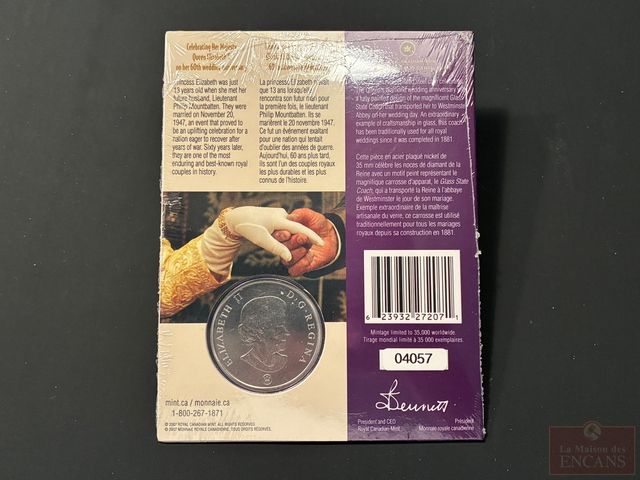 Celebrating Her Majesty
Queen Elizabeth
on her 60th wedding
Princess Elizabeth was just
13 years old when she met her
future husband, Lieutenant
Philip Mountbatten. They
were married on November 20,
1947, an event that proved to be
an uplifting celebration for a
nation eager to recover after
years of war. Sixty years later,
they are one of the most
enduring and best-known royal
couples in history.
La princesse Elizabeth n'avait
que 13 ans lorsqu'elle
rencontra son futur mari pour
la première fois, le lieutenant
Philip Mountbatten. Ils se
marièrent le 20 novembre 1947.
Ce fut un événement exaltant
pour une nation qui tentait
d'oublier des années de guerre.
Aujourd'hui, 60 ans plus tard,
ils sont l'un des couples royaux
les plus durables et les plus
connus de l'histoire.
wedding anniversary
a fully painted design of the magnificent Glass
State Coach that transported her to Westminster
Abbey on her wedding day. An extraordinary
example of craftsmanship in glass, this coach
has been traditionally used for all royal
weddings since it was completed in 1881.
Cette pièce en acier plaqué nickel de
35 mm célèbre les noces de diamant de la
Reine avec un motif peint représentant le
magnifique carrosse d'apparat, le Glass State
Coach, qui a transporté la Reine à l'abbaye
de Westminster le jour de son mariage.
Exemple extraordinaire de la maîtrise
artisanale du verre, ce carrosse est utilisé
traditionnellement pour tous les mariages
royaux depuis sa construction en 1881.
ELIZABETH II D·G·REGINA
6 23932 27207 1
Mintage limited to 35,000 worldwide.
Tirage mondial limité à 35 000 exemplaires.
04057
mint.ca / monnaie.ca
1-800-267-1871
© 2007 ROYAL CANADIAN MINT. ALL RIGHTS RESERVED.
© 2007 MONNAIE ROYALE CANADIENNE. TOUS DROITS RÉSERVÉS.
Bennett
President and CEO
Royal Canadian Mint
Président
Monnaie royale canadienne
La Maison des
ENCANS